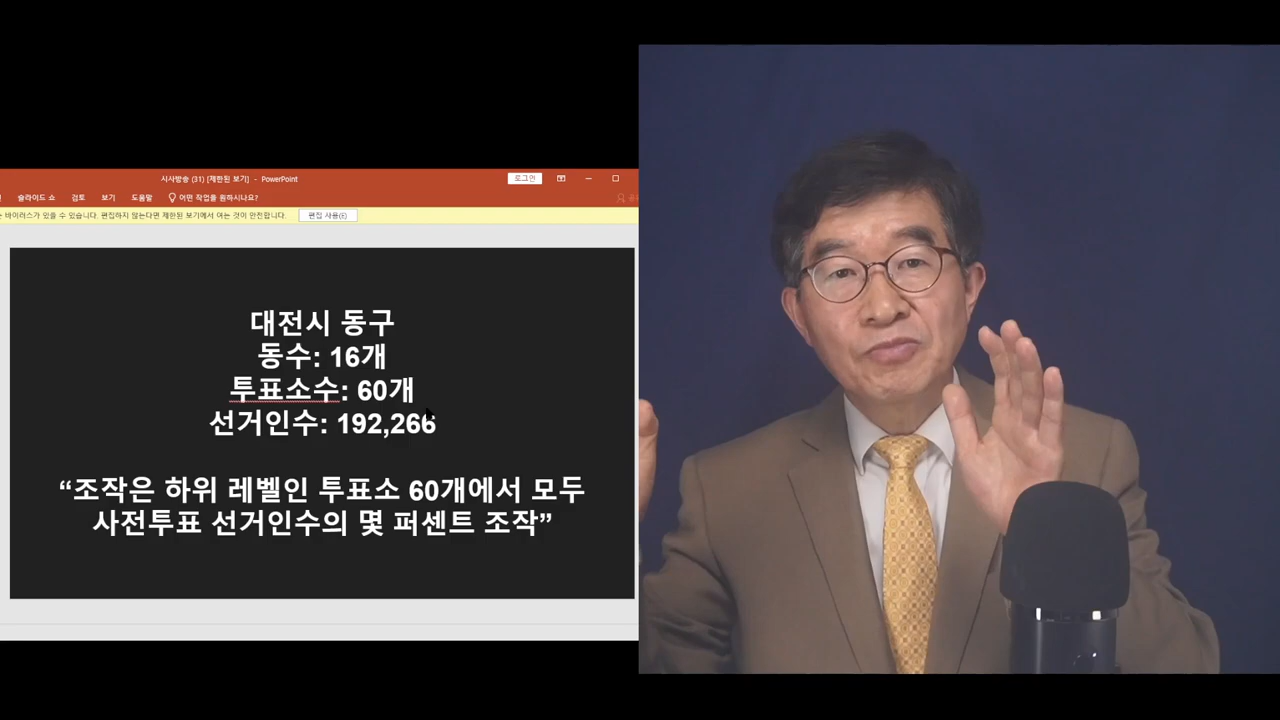 시사방송 (31) [제한된 보기] - PowerPoint
로그인
슬라이드 쇼 검토 보기 도움말 어떤 작업을 원하시나요?
바이러스가 있을 수 있습니다. 편집하지 않는다면 제한된 보기에서 여는 것이 안전합니다. 편집 사용(E)
대전시 동구
동수: 16개
투표소수: 60개
선거인수: 192,266
“조작은 하위 레벨인 투표소 60개에서 모두
사전투표 선거인수의 몇 퍼센트 조작”